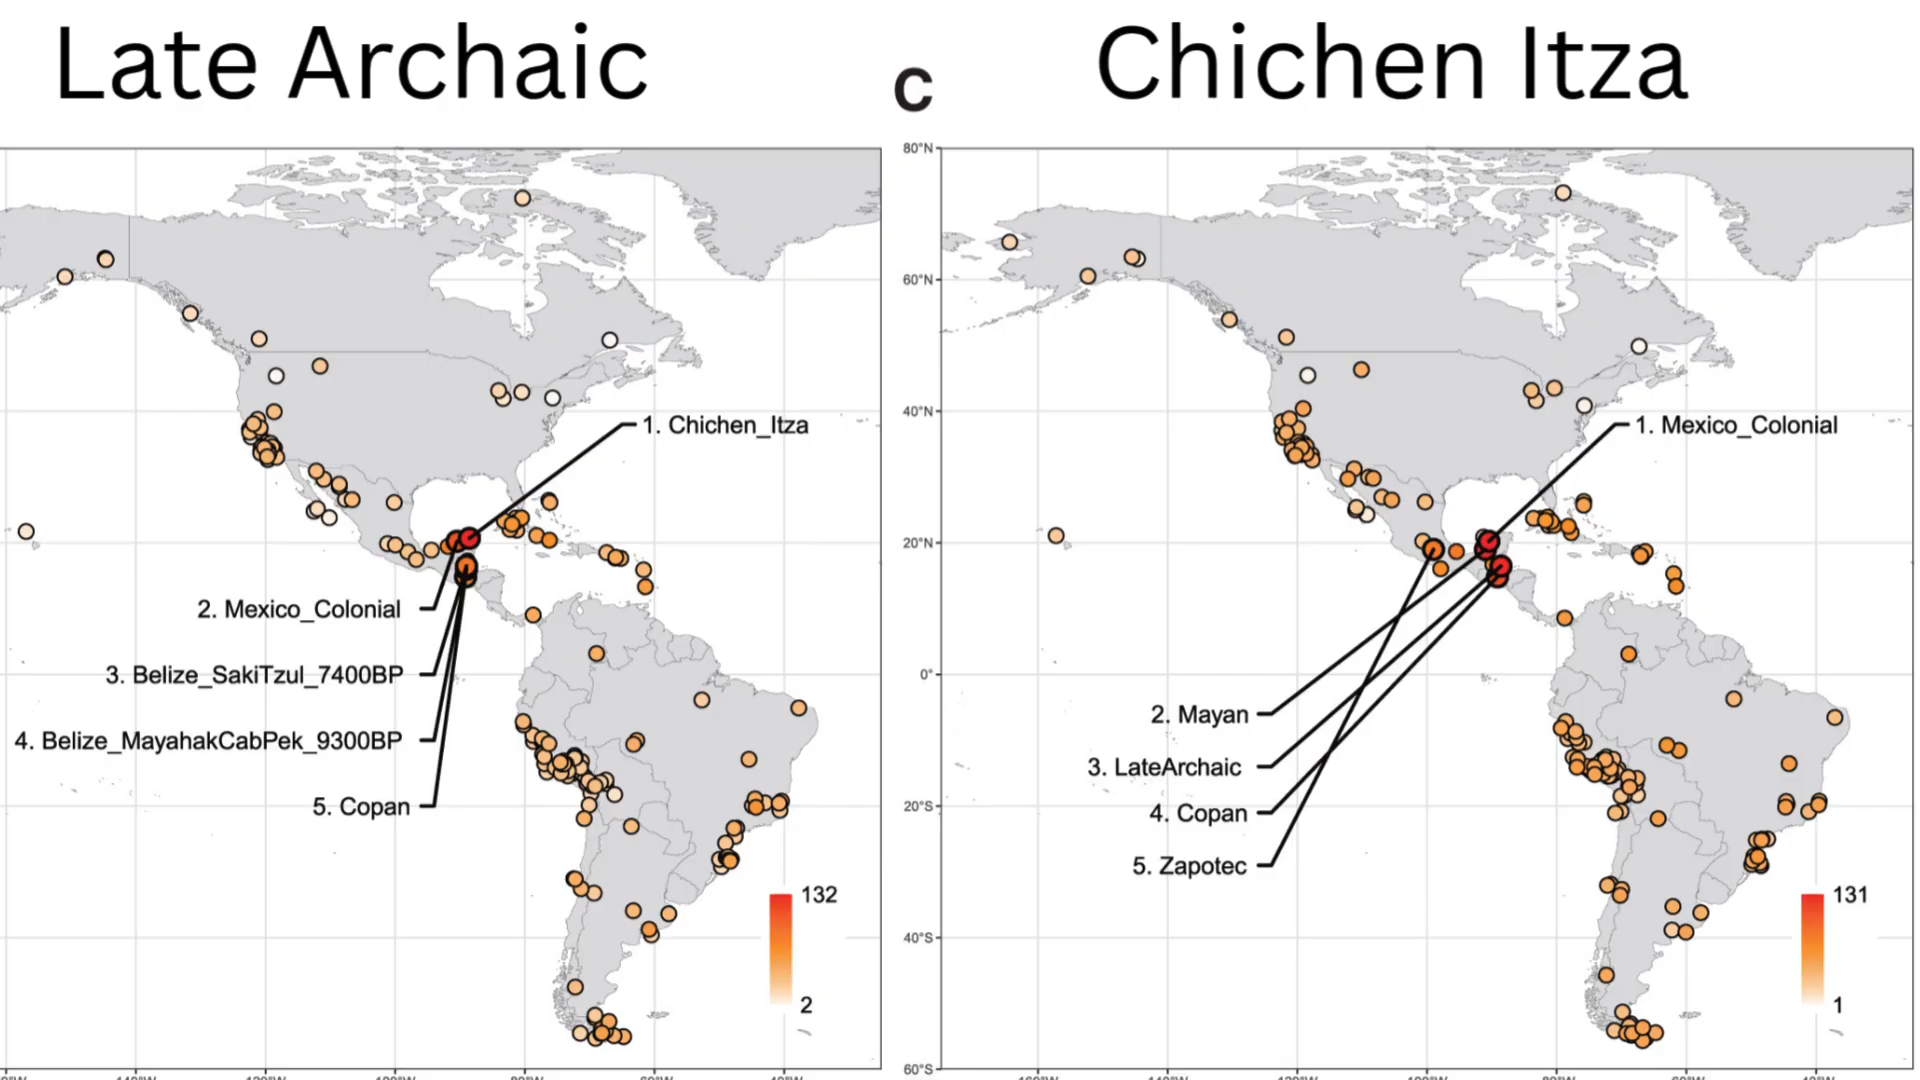 Late Archaic
1. Chichen_Itza
2. Mexico_Colonial
3. Belize_SakiTzul_7400BP
4. Belize_MayahakCabPek_9300BP
5. Copan
132
2
C
Chichen Itza
80°N
60°N
40°N
20°N
0°
20°S
40°S
60°S
1. Mexico_Colonial
2. Mayan
3. LateArchaic
4. Copan
5. Zapotec
131
1